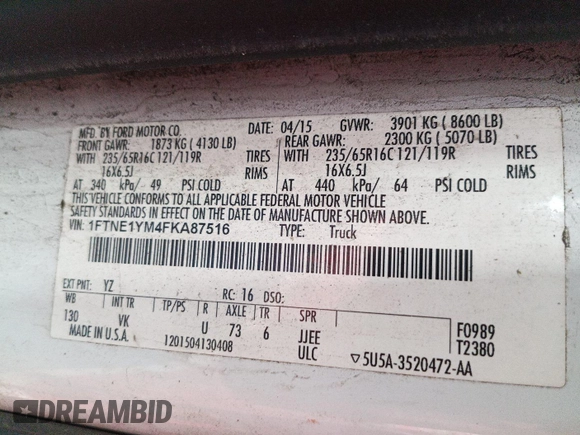 MFD. BY FORD MOTOR CO. DATE: 04/15 GVWR: 3901 KG ( 8600 LB)
FRONT GAWR: 1873 KG ( 4130 LB) REAR GAWR: 2300 KG ( 5070 LB)
WITH 235/65R16C 121/119R TIRES WITH 235/65R16C 121/119R TIRES
16X6.5J RIMS 16X6.5J RIMS
AT 340 kPa/ 49 PSI COLD AT 440 kPa/ 64 PSI COLD
THIS VEHICLE CONFORMS TO ALL APPLICABLE FEDERAL MOTOR VEHICLE
SAFETY STANDARDS IN EFFECT ON THE DATE OF MANUFACTURE SHOWN ABOVE.
VIN: 1FTNE1YM4FKA87516 TYPE: Truck
EXT PNT: YZ RC: 16 DSO:
WB INT TR TP/PS R AXLE TR SPR
130 VK U 73 6 JJEE F0989
MADE IN U.S.A. 1201504130408 ULC T2380
▽5U5A-3520472-AA
DREAMBID